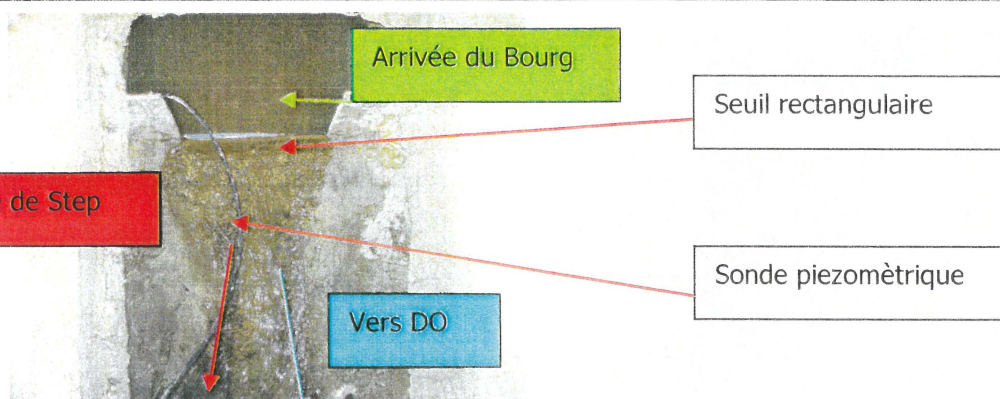 Arrivée du Bourg
Seuil rectangulaire
de Step
Sonde piezomètrique
Vers DO